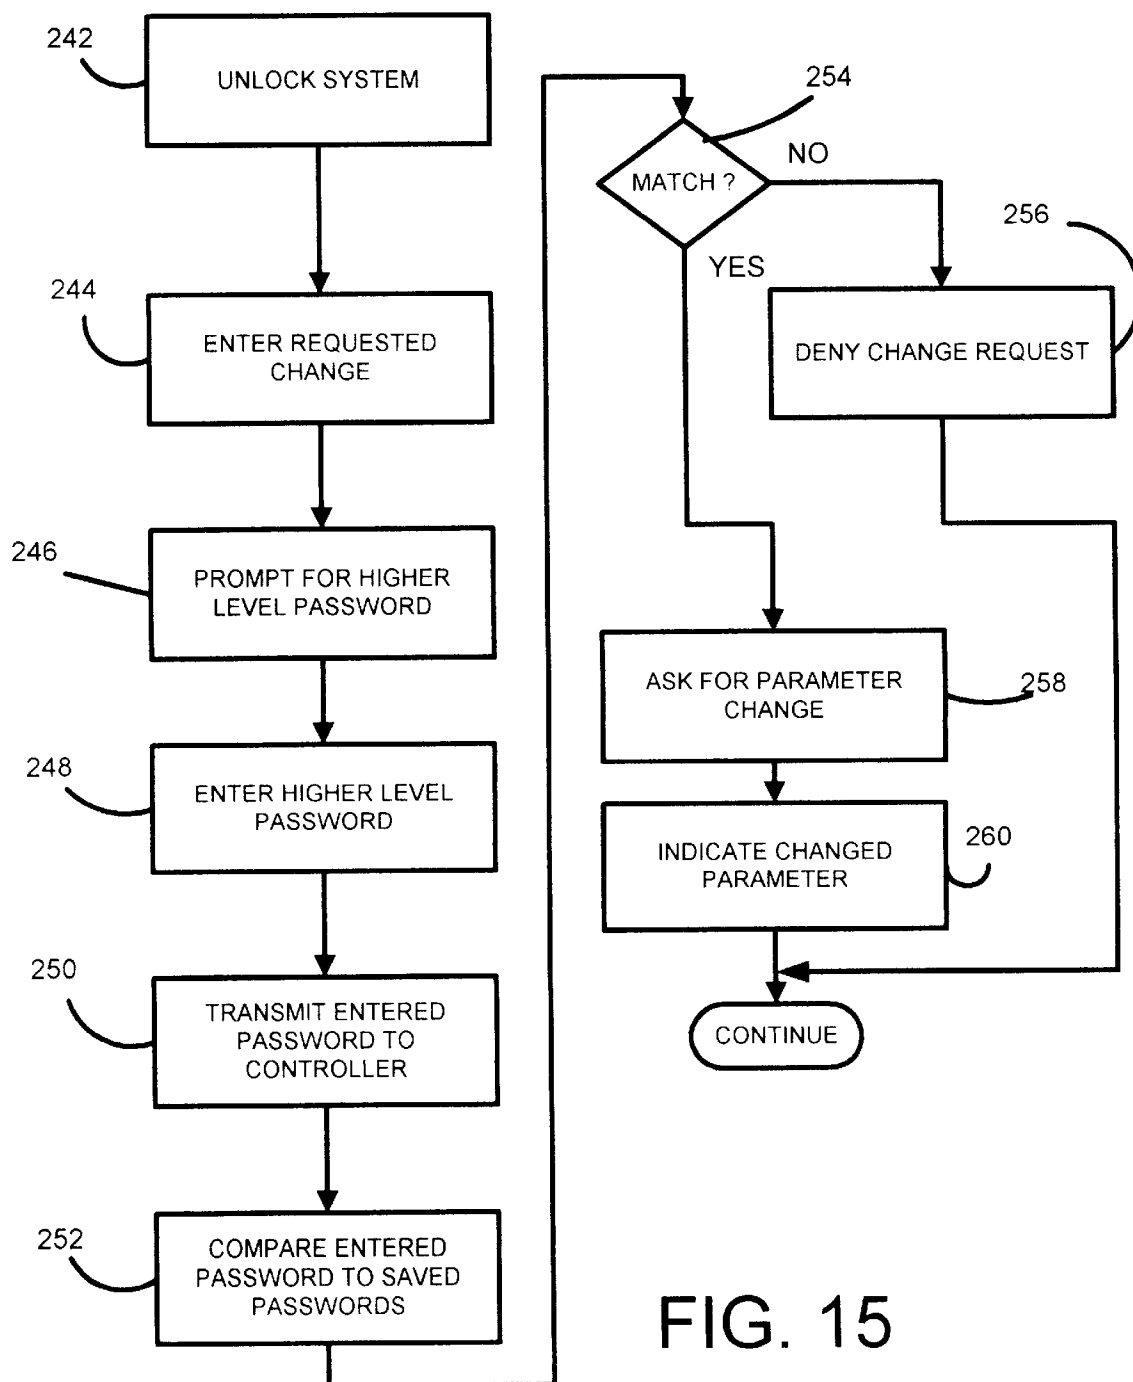 242
UNLOCK SYSTEM
244
ENTER REQUESTED
CHANGE
246
PROMPT FOR HIGHER
LEVEL PASSWORD
248
ENTER HIGHER LEVEL
PASSWORD
250
TRANSMIT ENTERED
PASSWORD TO
CONTROLLER
252
COMPARE ENTERED
PASSWORD TO SAVED
PASSWORDS
254
MATCH ?
NO
YES
256
DENY CHANGE REQUEST
ASK FOR PARAMETER
CHANGE
258
INDICATE CHANGED
PARAMETER
260
CONTINUE
FIG. 15